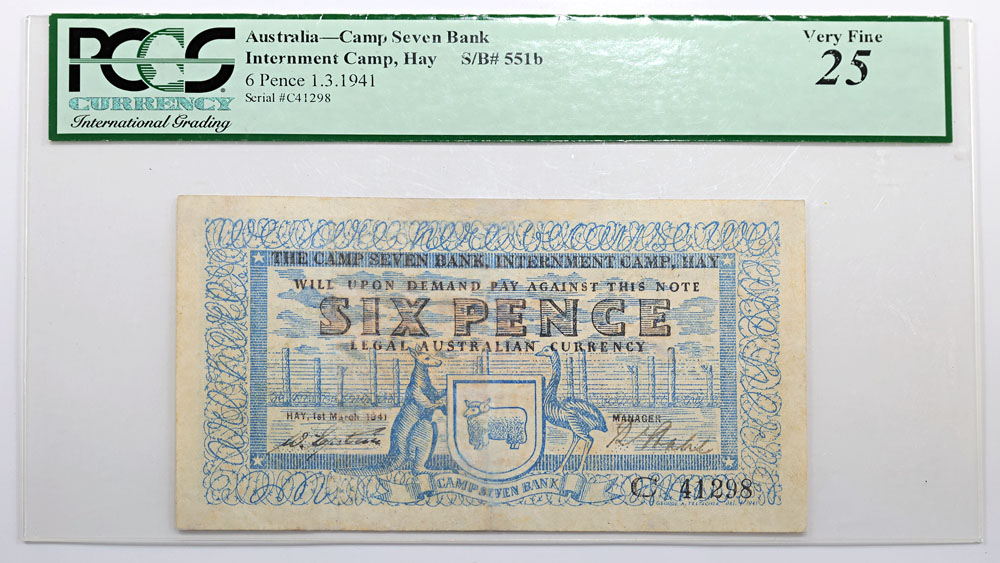 PCGS
CURRENCY
International Grading
Australia—Camp Seven Bank
Internment Camp, Hay S/B# 551b
6 Pence 1.3.1941
Serial #C41298
Very Fine
25
THE CAMP SEVEN BANK, INTERNMENT CAMP, HAY
WILL UPON DEMAND PAY AGAINST THIS NOTE
SIX PENCE
LEGAL AUSTRALIAN CURRENCY
HAY, 1st March 1941
MANAGER
CAMP SEVEN BANK
C 41298